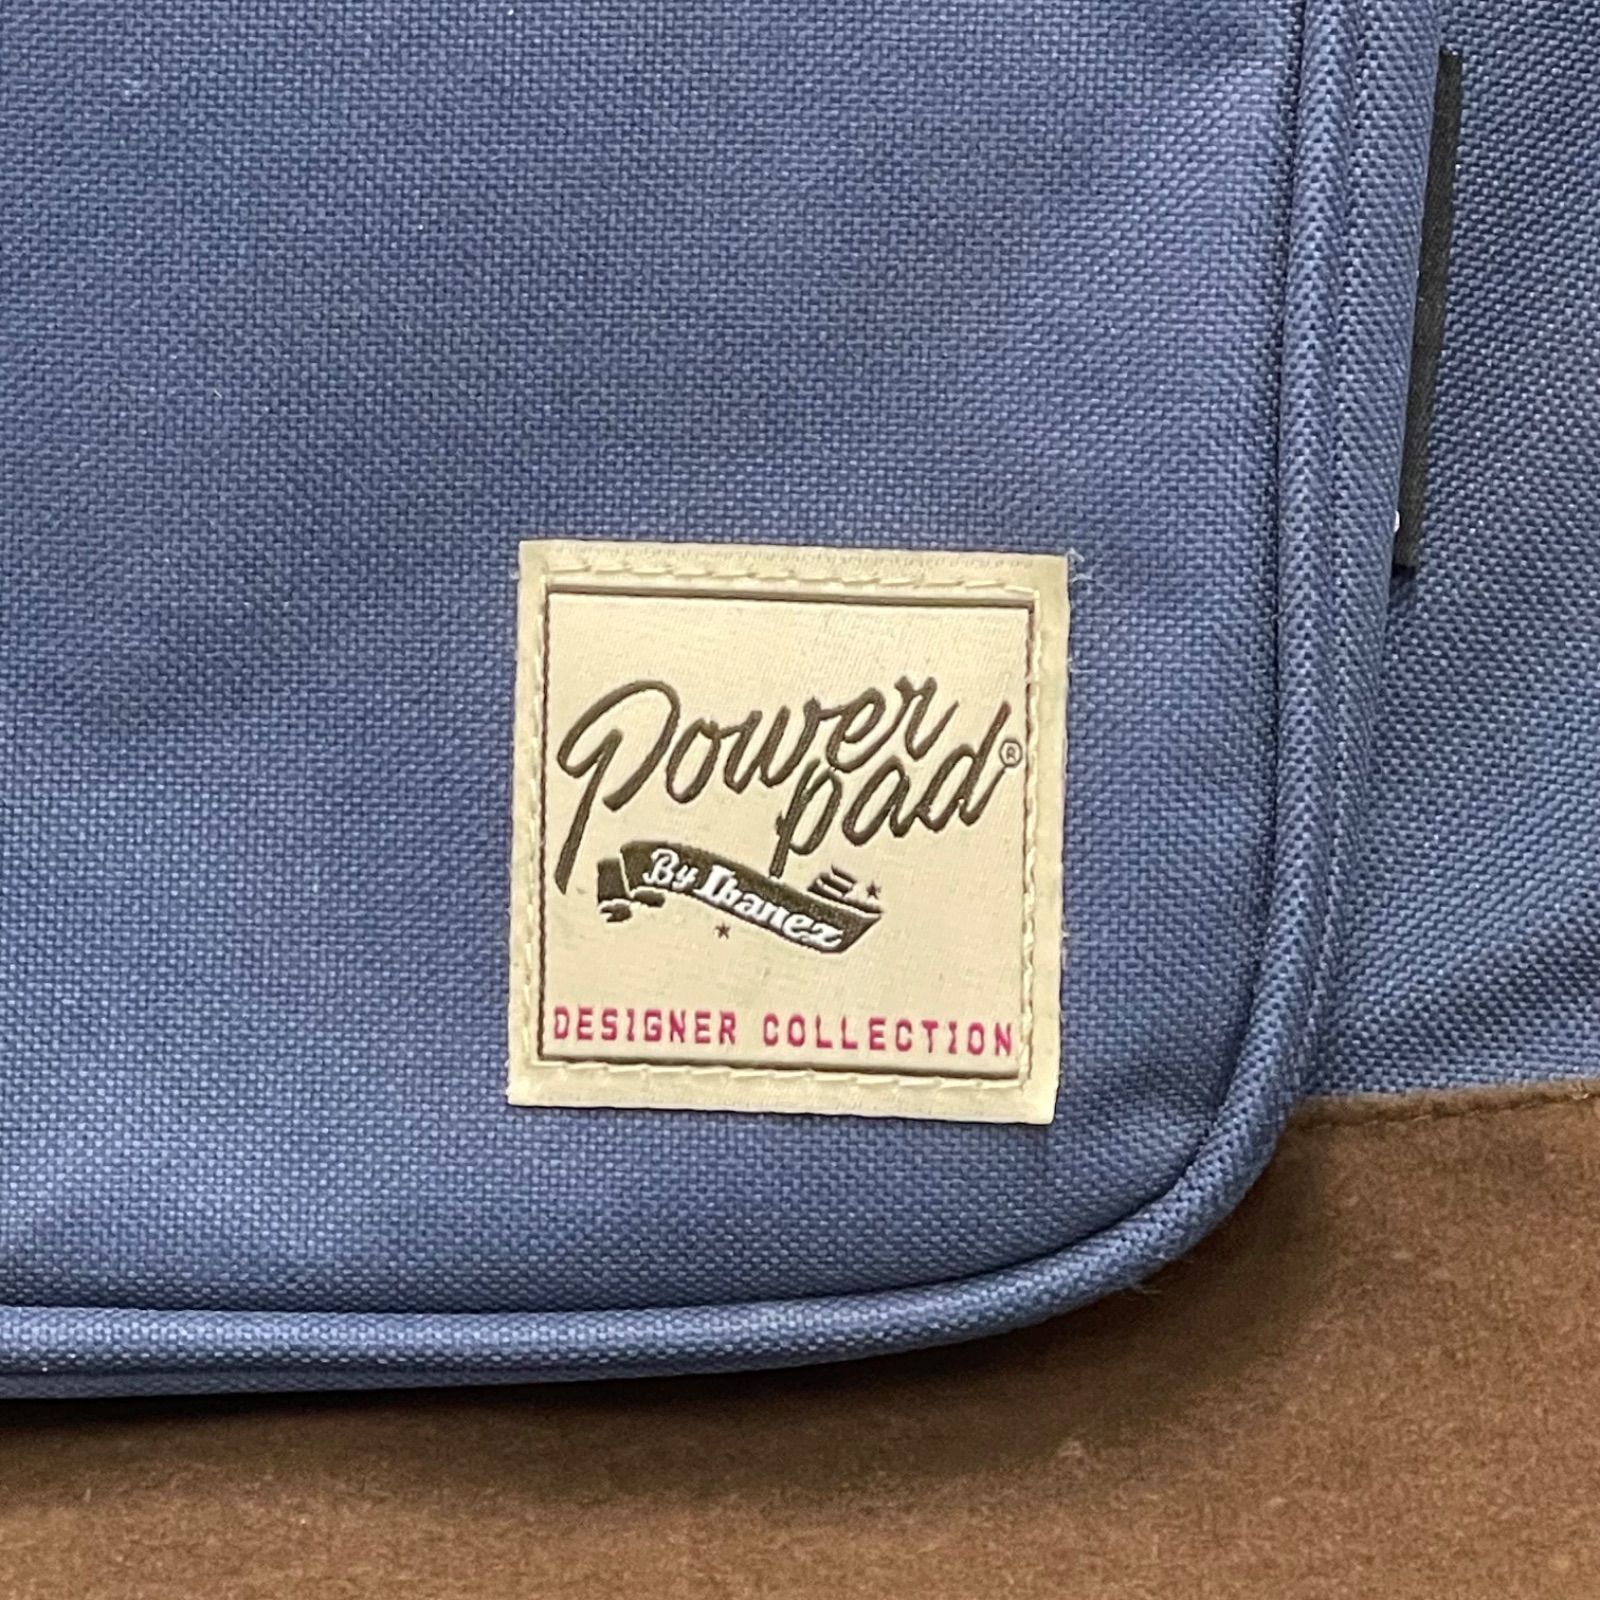 Power
pad®
By Ibanez
DESIGNER COLLECTION